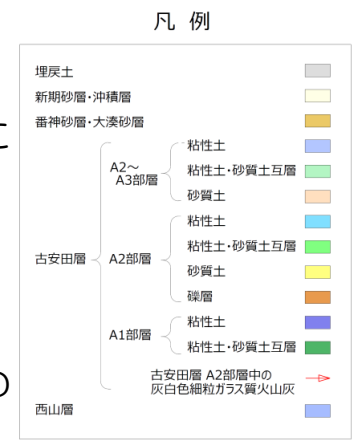 凡 例
埋戻土
新期砂層・沖積層
番神砂層・大湊砂層
に
古安田層
A2～
A3部層
粘性土
粘性土・砂質土互層
砂質土
A2部層
粘性土
粘性土・砂質土互層
砂質土
礫層
A1部層
粘性土
粘性土・砂質土互層
古安田層 A2部層中の
灰白色細粒ガラス質火山灰
の
西山層